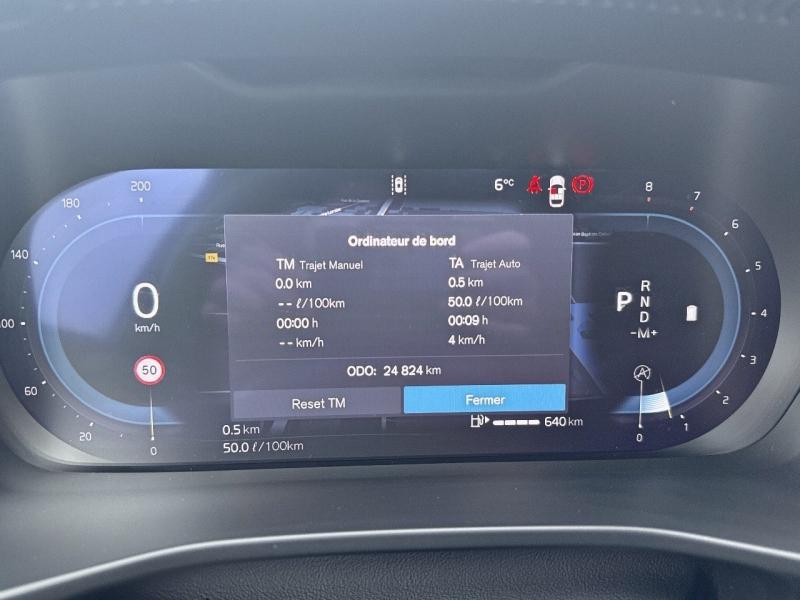 200
180
140
100
60
20
0
0
km/h
50
6°C
P
8
7
6
5
4
3
2
1
0
Ordinateur de bord
TM Trajet Manuel
0.0 km
-- ℓ/100km
00:00 h
-- km/h
TA Trajet Auto
0.5 km
50.0 ℓ/100km
00:09 h
4 km/h
ODO: 24 824 km
Reset TM
Fermer
P
R
N
D
-M+
A
0.5 km
50.0 ℓ/100km
640 km